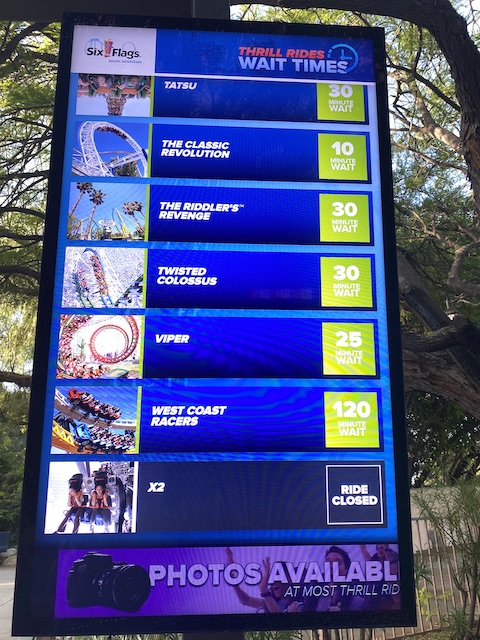 Six Flags
MAGIC MOUNTAIN
THRILL RIDES
WAIT TIMES
TATSU
30
MINUTE
WAIT
THE CLASSIC
REVOLUTION
10
MINUTE
WAIT
THE RIDDLER'S™
REVENGE
30
MINUTE
WAIT
TWISTED
COLOSSUS
30
MINUTE
WAIT
VIPER
25
MINUTE
WAIT
WEST COAST
RACERS
120
MINUTE
WAIT
X2
RIDE
CLOSED
PHOTOS AVAILABL
AT MOST THRILL RID